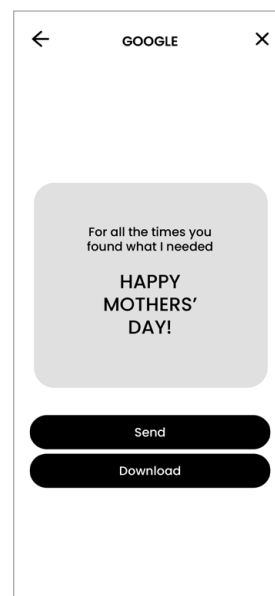 GOOGLE
For all the times you
found what I needed
HAPPY
MOTHERS’
DAY!
Send
Download